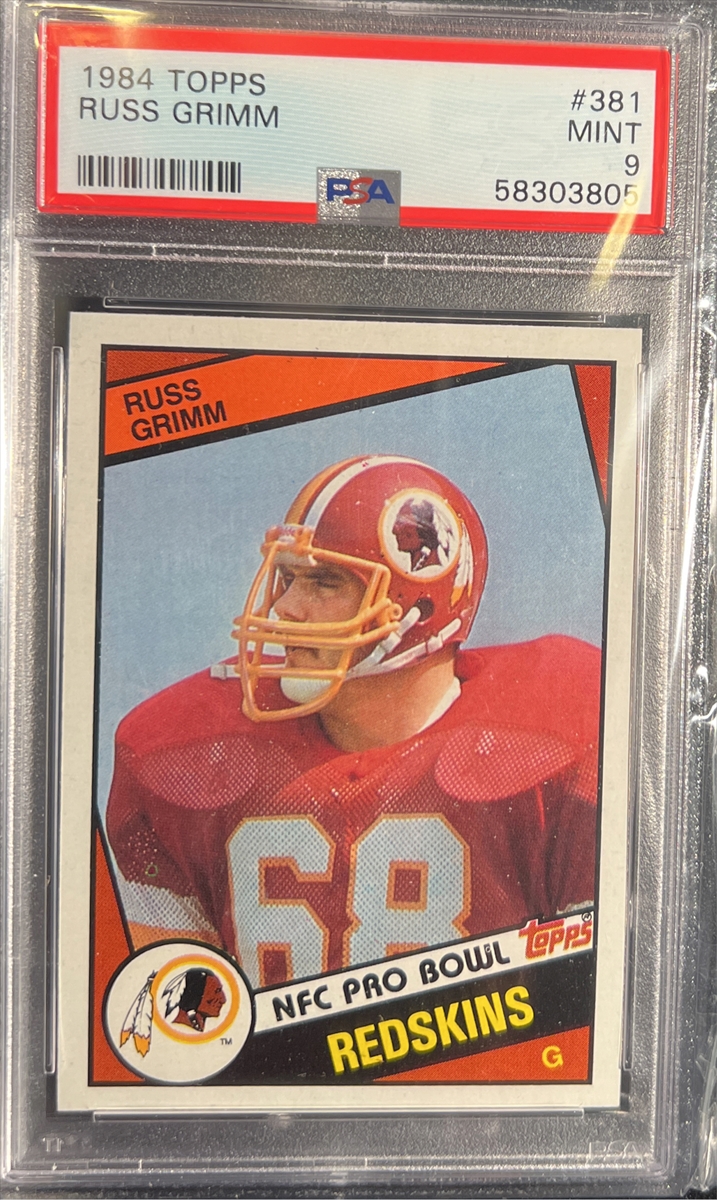 1984 TOPPS
#381
RUSS GRIMM
MINT
9
PSA
58303805
RUSS
GRIMM
68
Topps®
NFC PRO BOWL
REDSKINS
TM
G